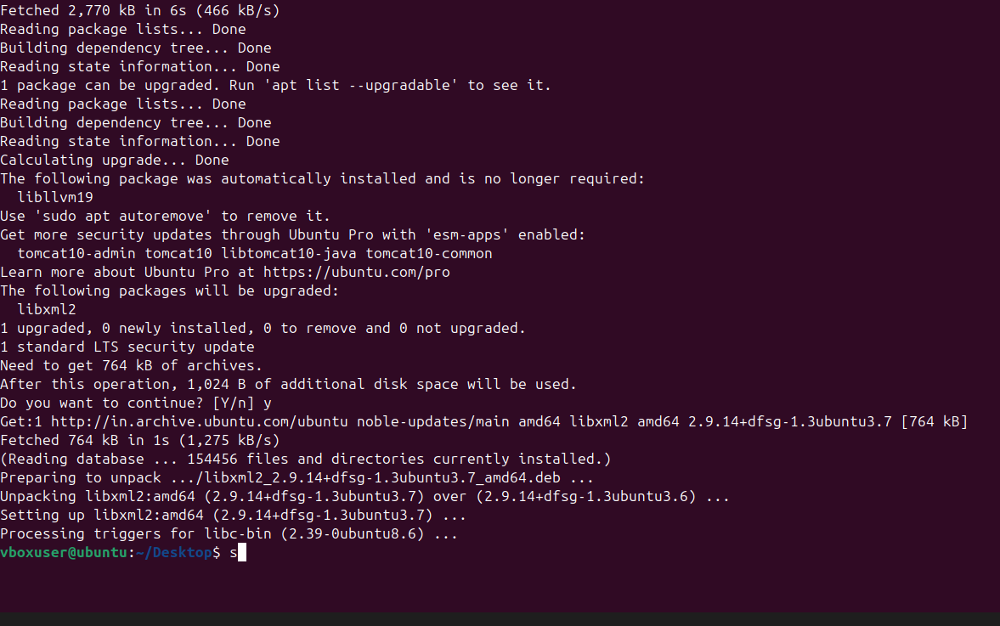 Fetched 2,770 kB in 6s (466 kB/s)
Reading package lists... Done
Building dependency tree... Done
Reading state information... Done
1 package can be upgraded. Run 'apt list --upgradable' to see it.
Reading package lists... Done
Building dependency tree... Done
Reading state information... Done
Calculating upgrade... Done
The following package was automatically installed and is no longer required:
  libllvm19
Use 'sudo apt autoremove' to remove it.
Get more security updates through Ubuntu Pro with 'esm-apps' enabled:
  tomcat10-admin tomcat10 libtomcat10-java tomcat10-common
Learn more about Ubuntu Pro at https://ubuntu.com/pro
The following packages will be upgraded:
  libxml2
1 upgraded, 0 newly installed, 0 to remove and 0 not upgraded.
1 standard LTS security update
Need to get 764 kB of archives.
After this operation, 1,024 B of additional disk space will be used.
Do you want to continue? [Y/n] y
Get:1 http://in.archive.ubuntu.com/ubuntu noble-updates/main amd64 libxml2 amd64 2.9.14+dfsg-1.3ubuntu3.7 [764 kB]
Fetched 764 kB in 1s (1,275 kB/s)
(Reading database ... 154456 files and directories currently installed.)
Preparing to unpack .../libxml2_2.9.14+dfsg-1.3ubuntu3.7_amd64.deb ...
Unpacking libxml2:amd64 (2.9.14+dfsg-1.3ubuntu3.7) over (2.9.14+dfsg-1.3ubuntu3.6) ...
Setting up libxml2:amd64 (2.9.14+dfsg-1.3ubuntu3.7) ...
Processing triggers for libc-bin (2.39-0ubuntu8.6) ...
vboxuser@ubuntu:~/Desktop$ s